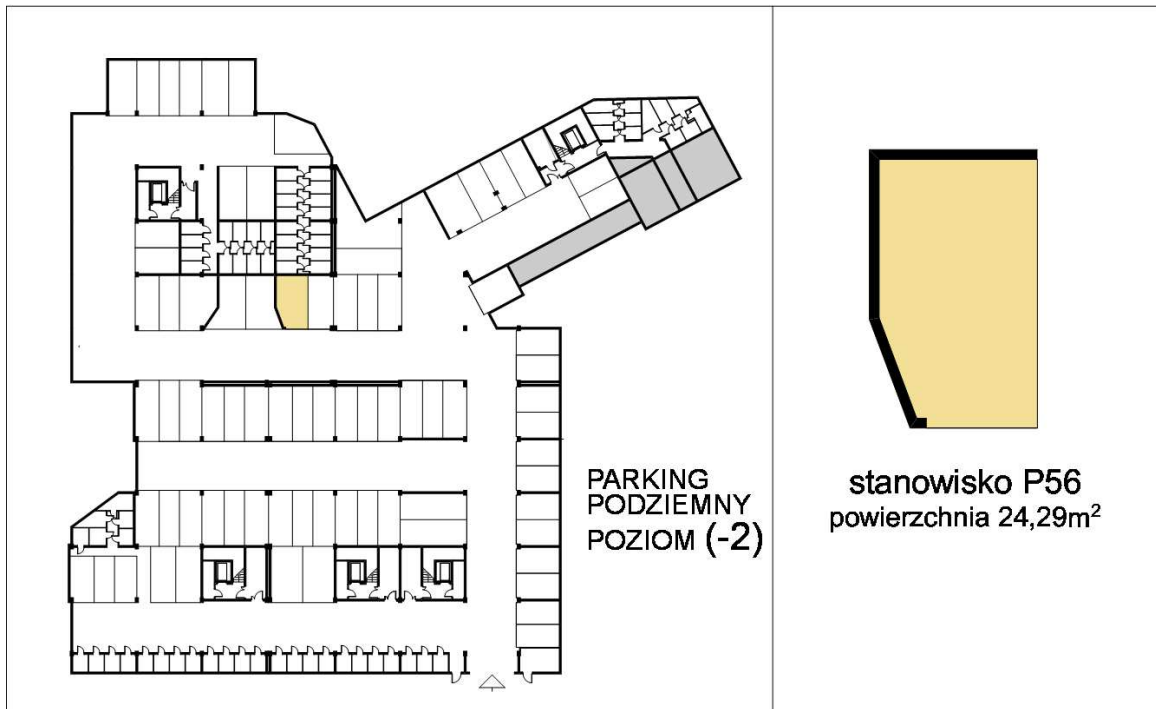 PARKING
PODZIEMNY
POZIOM (-2)
stanowisko P56
powierzchnia 24,29m²